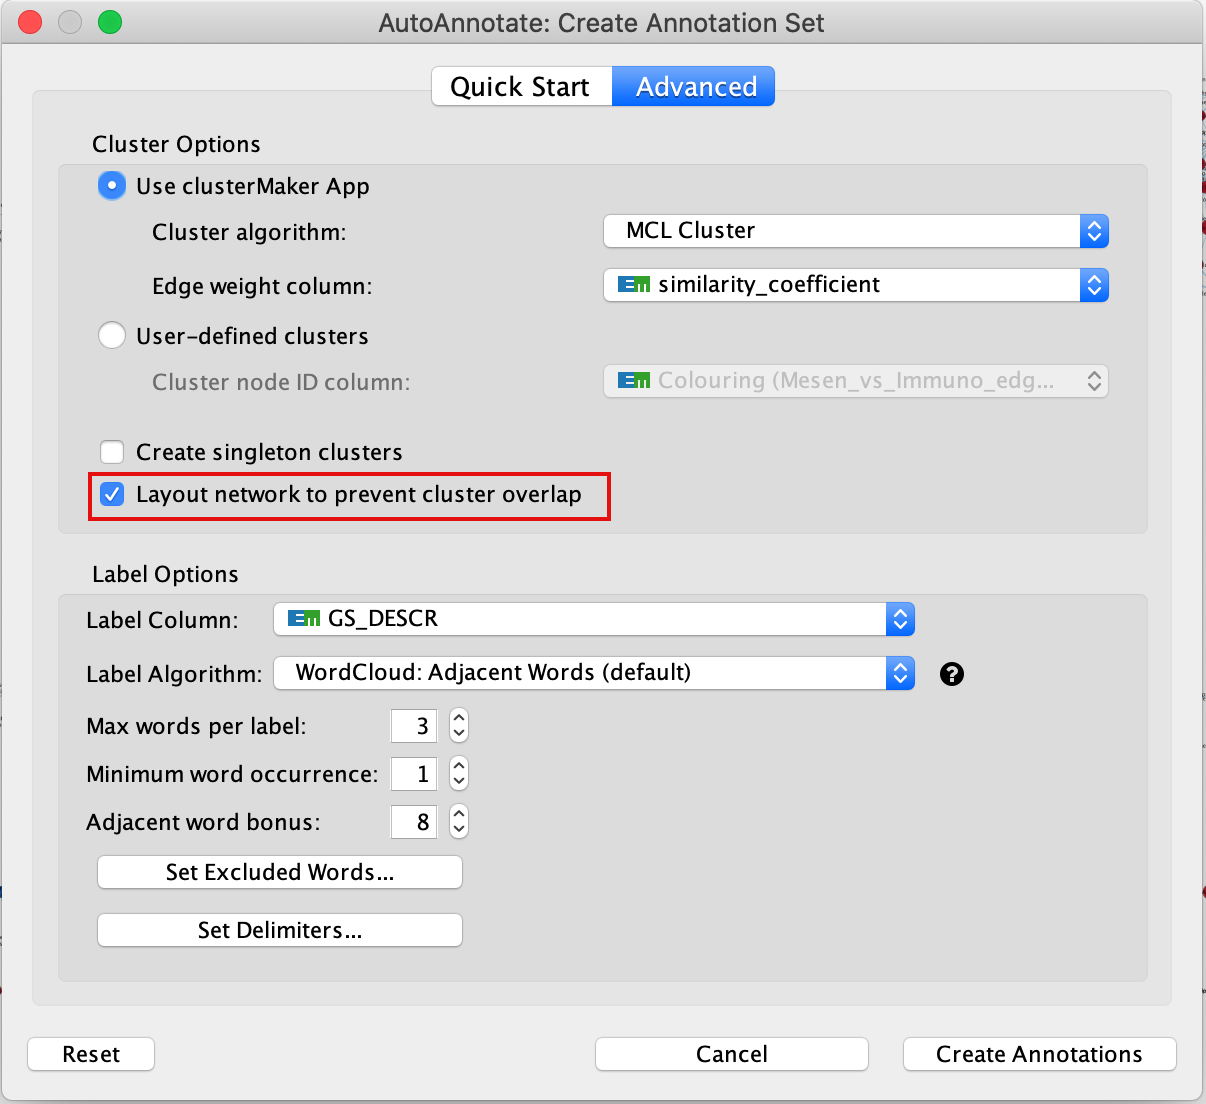 AutoAnnotate: Create Annotation Set
Quick Start Advanced
Cluster Options
Use clusterMaker App
Cluster algorithm: MCL Cluster
Edge weight column: EM similarity_coefficient
User-defined clusters
Cluster node ID column: EM Colouring (Mesen_vs_Immuno_edg...
Create singleton clusters
Layout network to prevent cluster overlap
Label Options
Label Column: EM GS_DESCR
Label Algorithm: WordCloud: Adjacent Words (default) ?
Max words per label: 3
Minimum word occurrence: 1
Adjacent word bonus: 8
Set Excluded Words...
Set Delimiters...
Reset Cancel Create Annotations